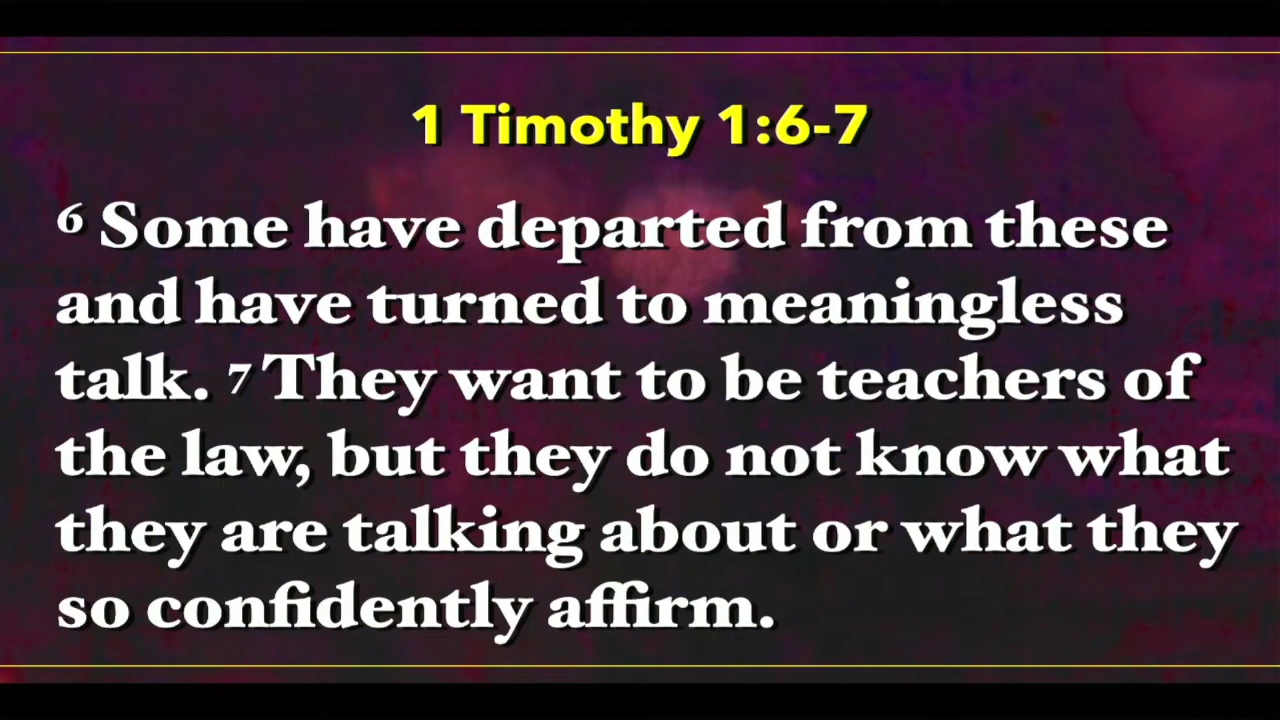 1 Timothy 1:6-7
⁶ Some have departed from these
and have turned to meaningless
talk. ⁷ They want to be teachers of
the law, but they do not know what
they are talking about or what they
so confidently affirm.